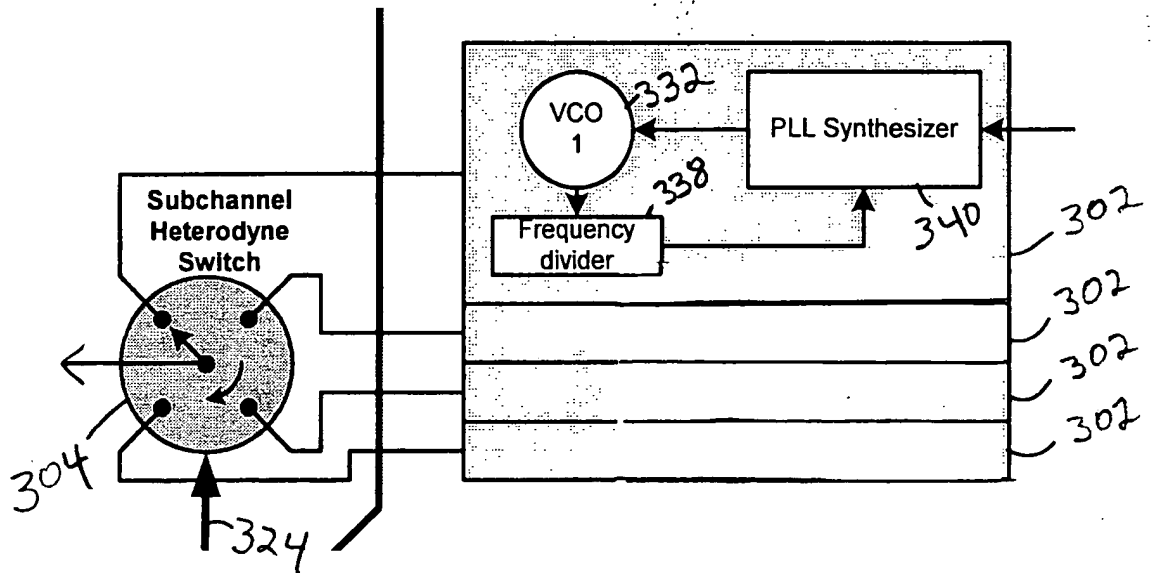 332
VCO
1
PLL Synthesizer
338
340
302
Subchannel
Heterodyne
Switch
Frequency
divider
302
302
302
304
324